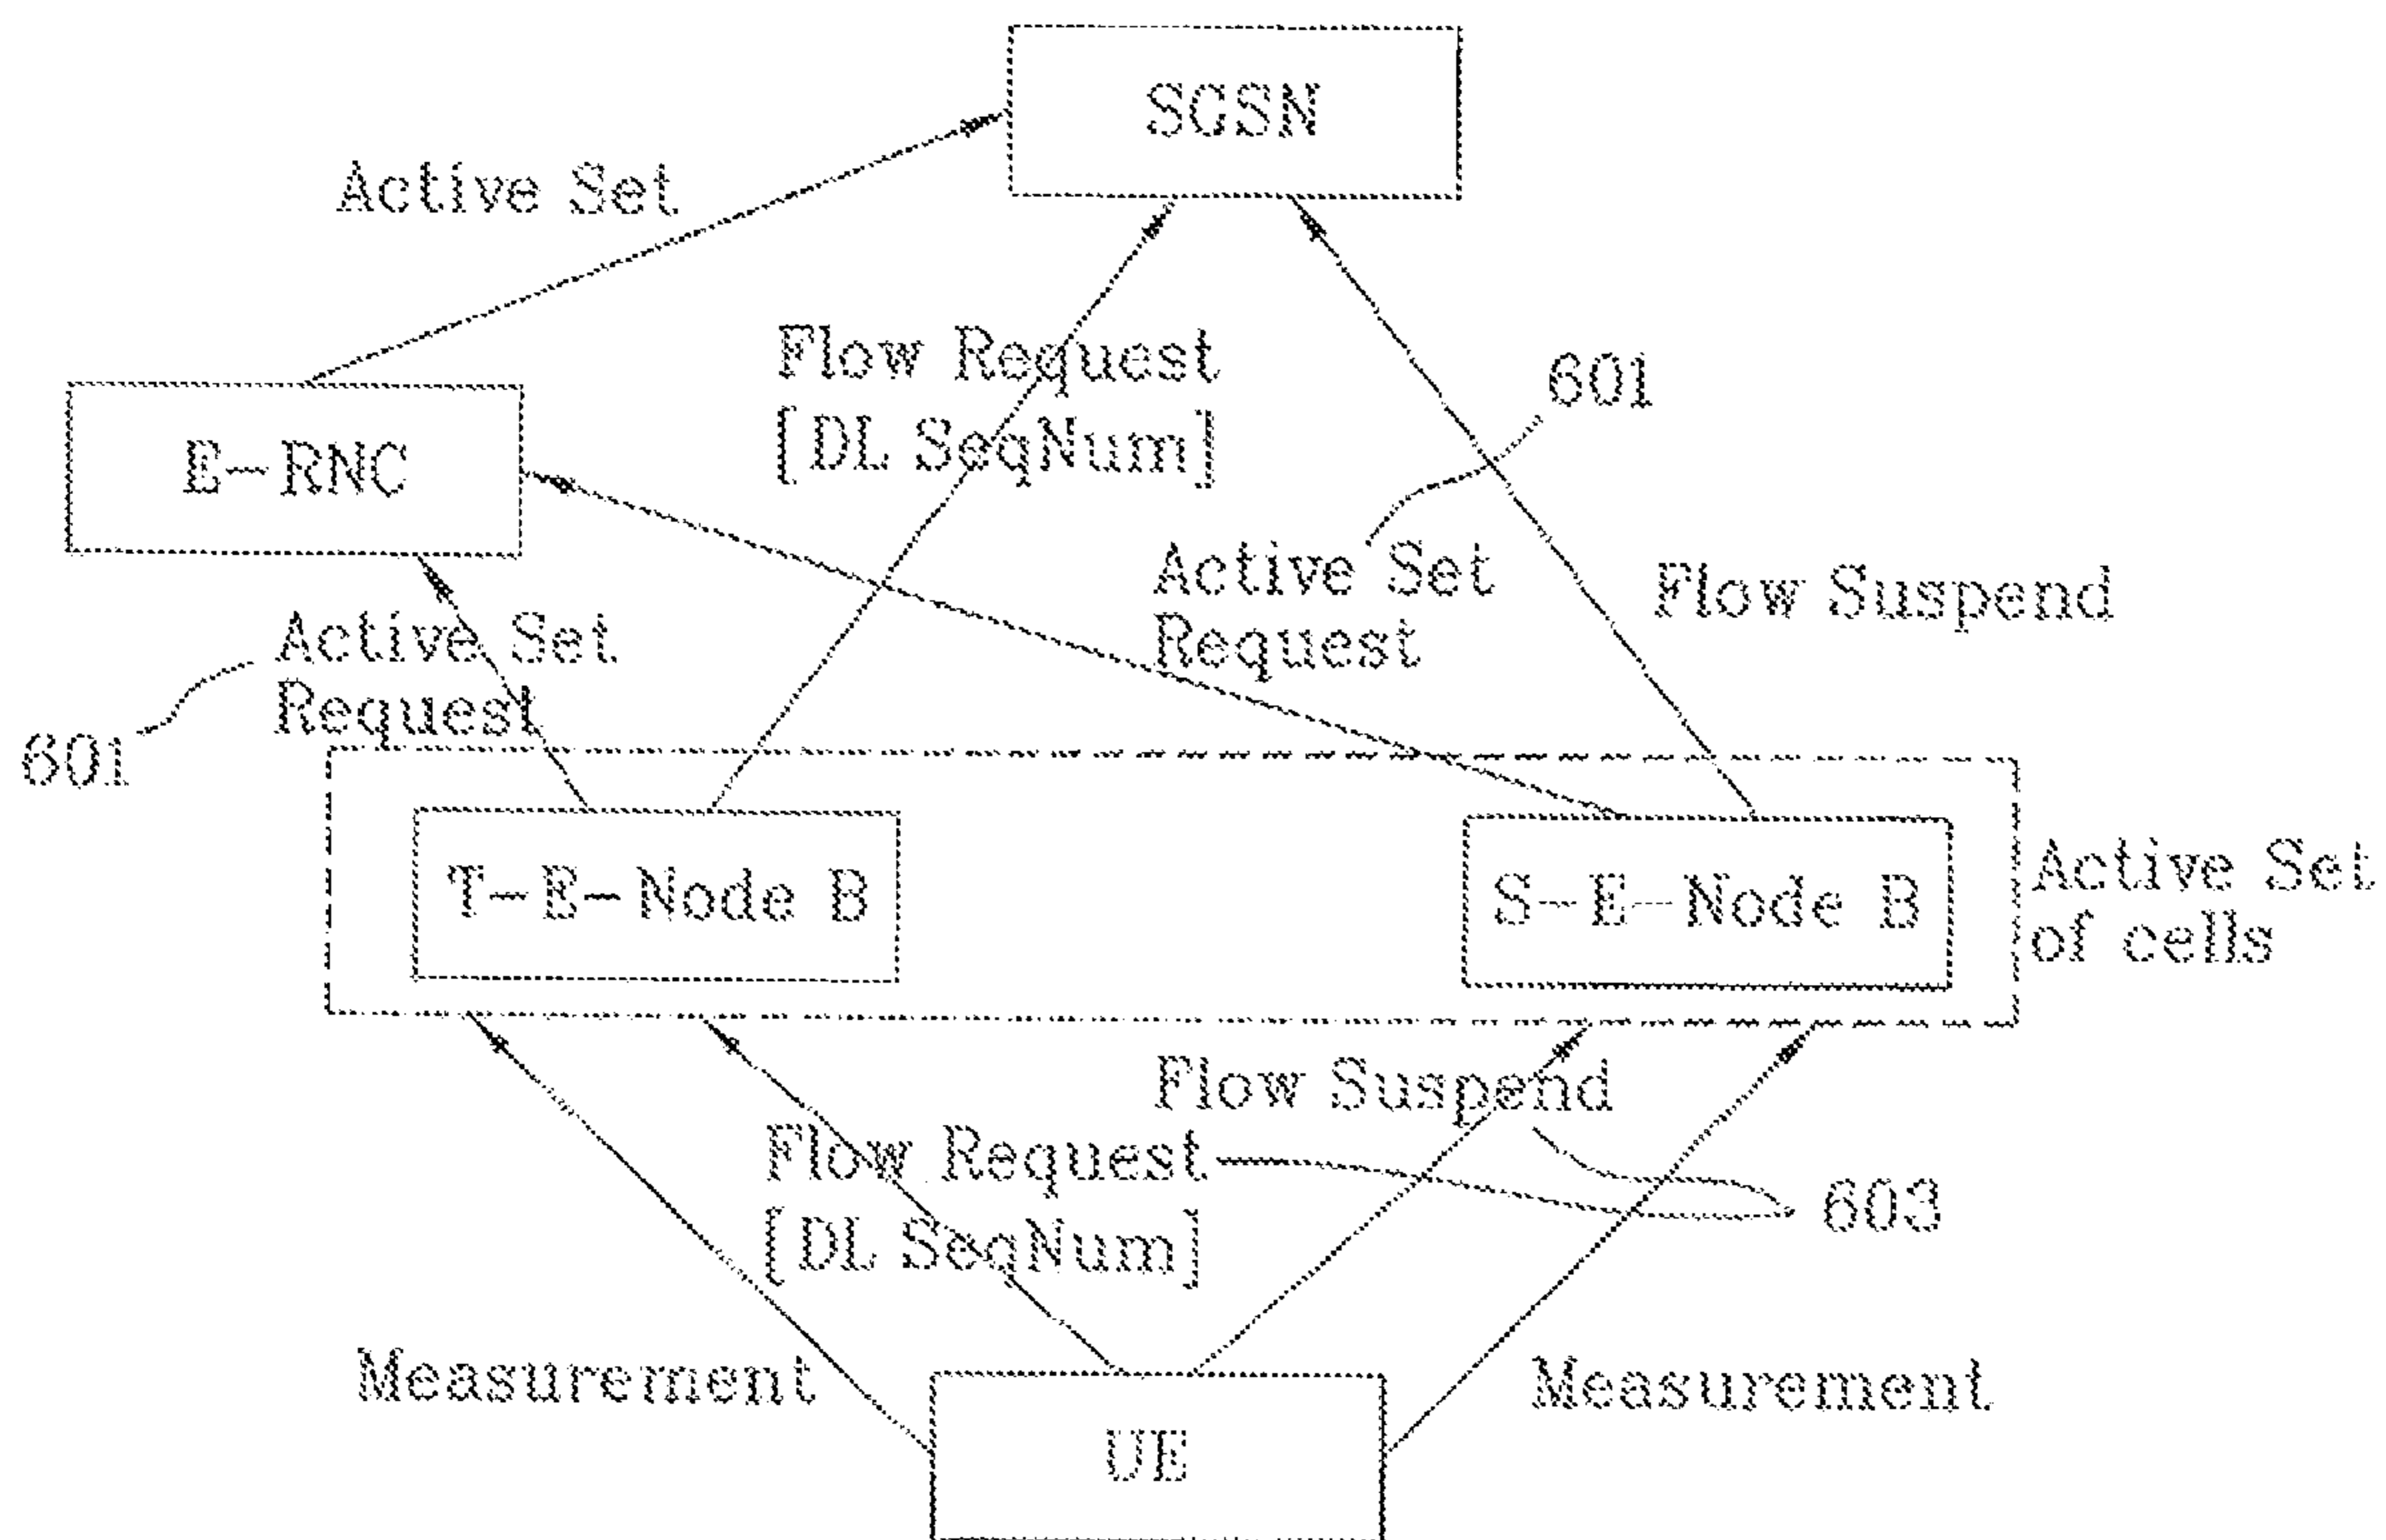 SGSN
Active Set
Flow Request
[DL SeqNum]
601
E-RNC
Active Set
Request
Flow Suspend
Active Set
Request
601
T-E-Node B
S-E-Node B
Active Set
of cells
Flow Suspend
Flow Request
[DL SeqNum]
603
Measurement
Measurement
UE